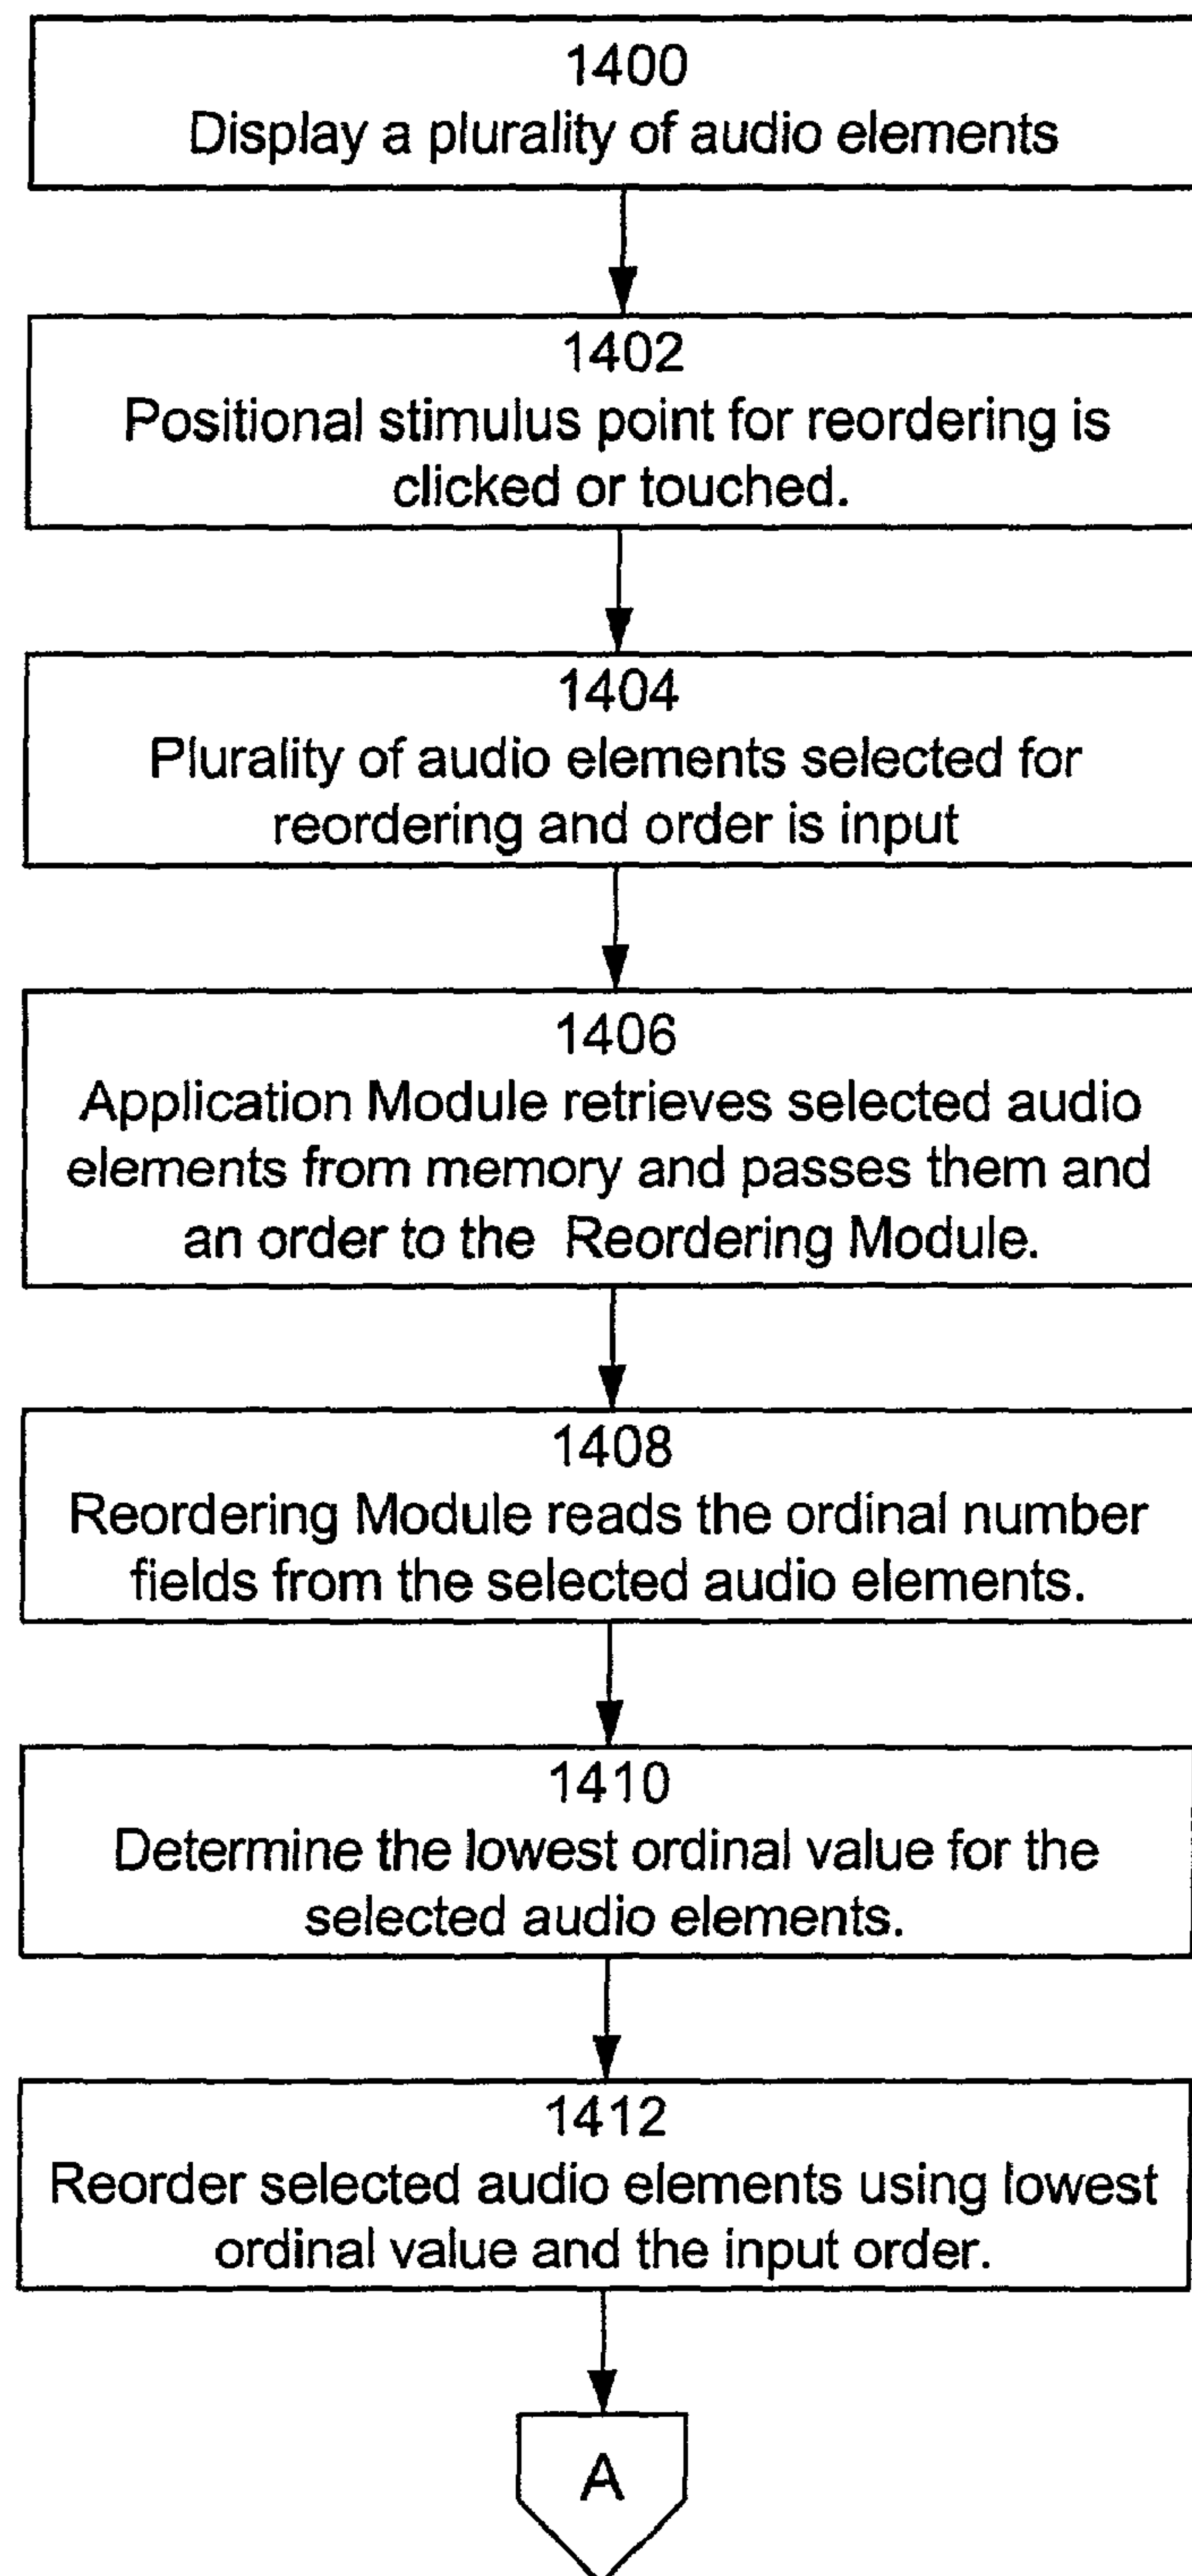 1400
Display a plurality of audio elements
1402
Positional stimulus point for reordering is
clicked or touched.
1404
Plurality of audio elements selected for
reordering and order is input
1406
Application Module retrieves selected audio
elements from memory and passes them and
an order to the Reordering Module.
1408
Reordering Module reads the ordinal number
fields from the selected audio elements.
1410
Determine the lowest ordinal value for the
selected audio elements.
1412
Reorder selected audio elements using lowest
ordinal value and the input order.
A